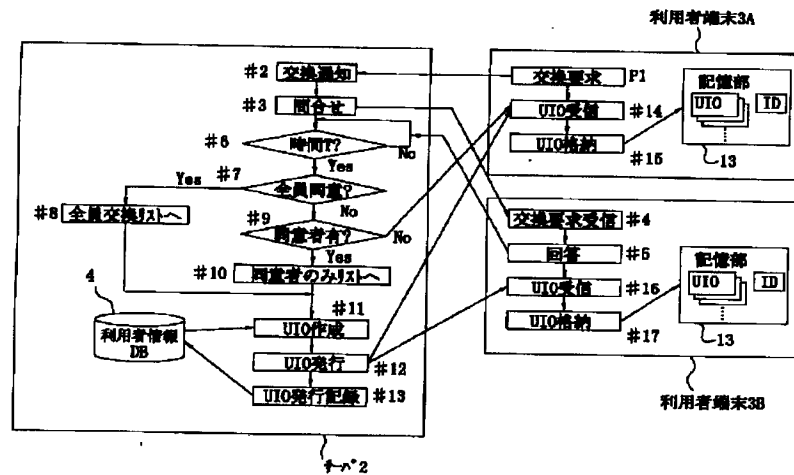 利用者端末3A
#2 交換通知
交換要求 P1
#3 問合せ
UIO受信 #14
記憶部
UIO ID
#6 時間T?
No
UIO格納 #15
13
Yes
#7 全員同意?
Yes
No
#8 全員交換リストへ
#9 同意者有?
No
Yes
交換要求受信 #4
回答 #5
記憶部
UIO ID
#10 同意者のみリストへ
UIO受信 #16
4
#11
UIO作成
UIO格納 #17
13
利用者情報
DB
UIO発行 #12
UIO発行記録 #13
利用者端末3B
サーバ2